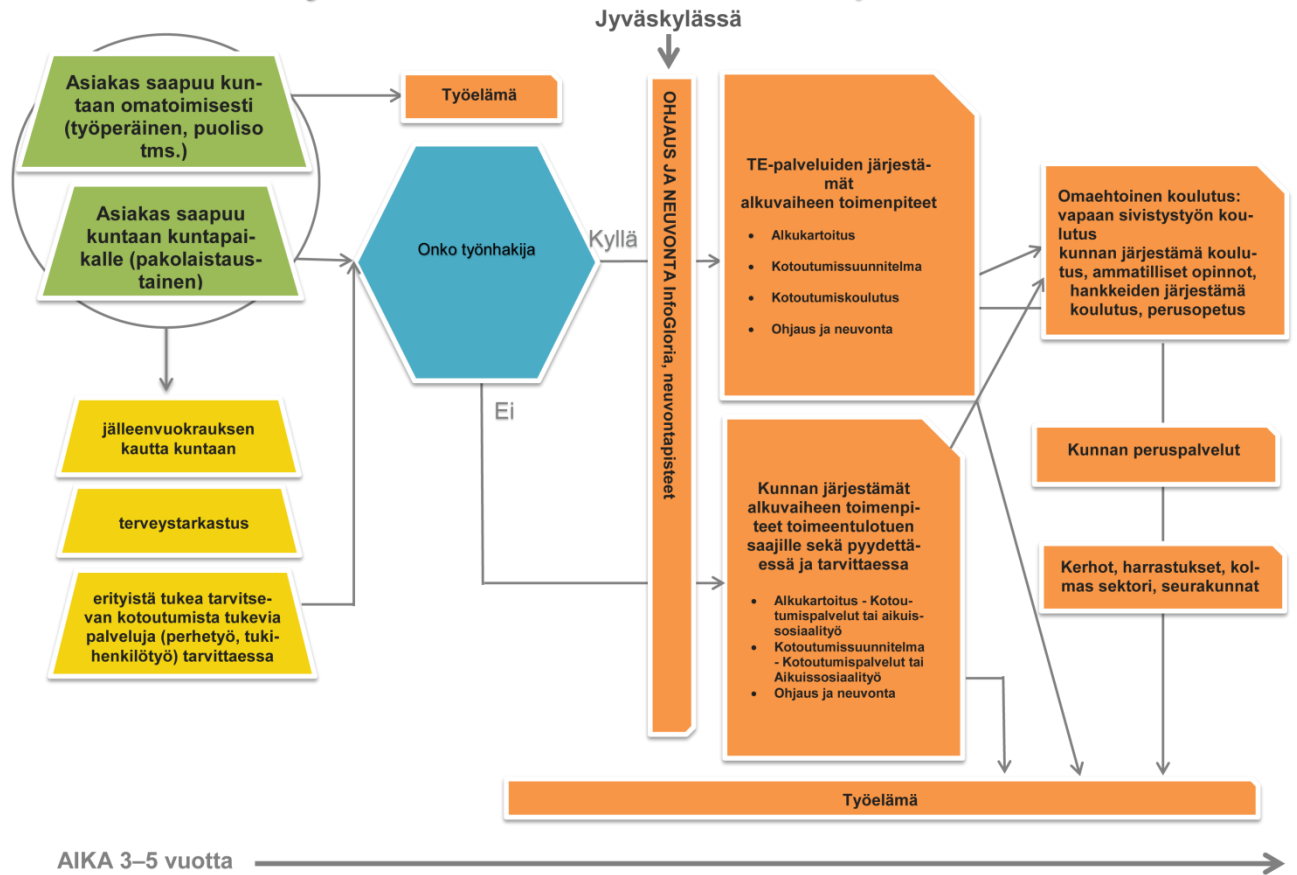 Jyväskylässä
Asiakas saapuu kun-
taan omatoimisesti
(työperäinen, puoliso
tms.)
Työelämä
Asiakas saapuu
kuntaan kuntapai-
kalle (pakolaistaus-
tainen)
Onko työnhakija
Kyllä
Ei
OHJAUS JA NEUVONTA InfoGloria, neuvontapisteet
TE-palveluiden järjestä-
mät
alkuvaiheen toimenpiteet
• Alkukartoitus
• Kotoutumissuunnitelma
• Kotoutumiskoulutus
• Ohjaus ja neuvonta
Omaehtoinen koulutus:
vapaan sivistystyön kou-
lutus
kunnan järjestämä koulu-
tus, ammatilliset opinnot,
hankkeiden järjestämä
koulutus, perusopetus
jälleenvuokrauksen
kautta kuntaan
terveystarkastus
erityistä tukea tarvitse-
van kotoutumista tukevia
palveluja (perhetyö, tuki-
henkilötyö) tarvittaessa
Kunnan järjestämät
alkuvaiheen toimenpi-
teet toimeentulotuen
saajille sekä pyydettä-
essä ja tarvittaessa
• Alkukartoitus - Kotou-
tumispalvelut tai aikuis-
sosiaalityö
• Kotoutumissuunnitelma
- Kotoutumispalvelut tai
Aikuissosiaalityö
• Ohjaus ja neuvonta
Kunnan peruspalvelut
Kerhot, harrastukset, kol-
mas sektori, seurakunnat
Työelämä
AIKA 3–5 vuotta